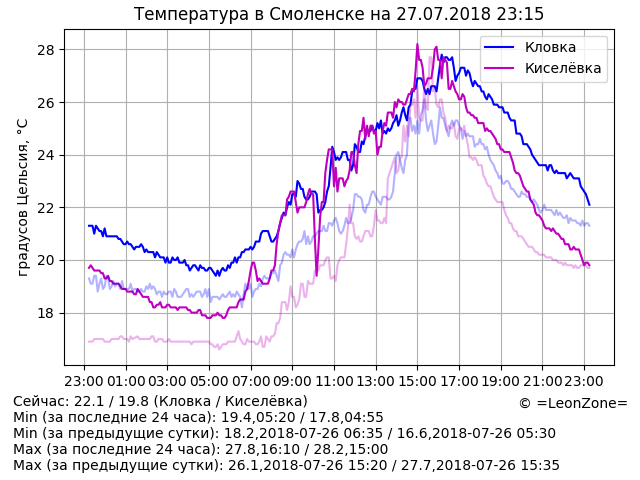 Температура в Смоленске на 27.07.2018 23:15
Кловка
Киселёвка
градусов Цельсия, °C
28
26
24
22
20
18
23:00 01:00 03:00 05:00 07:00 09:00 11:00 13:00 15:00 17:00 19:00 21:00 23:00
Сейчас: 22.1 / 19.8 (Кловка / Киселёвка)
© =LeonZone=
Min (за последние 24 часа): 19.4,05:20 / 17.8,04:55
Min (за предыдущие сутки): 18.2,2018-07-26 06:35 / 16.6,2018-07-26 05:30
Max (за последние 24 часа): 27.8,16:10 / 28.2,15:00
Max (за предыдущие сутки): 26.1,2018-07-26 15:20 / 27.7,2018-07-26 15:35